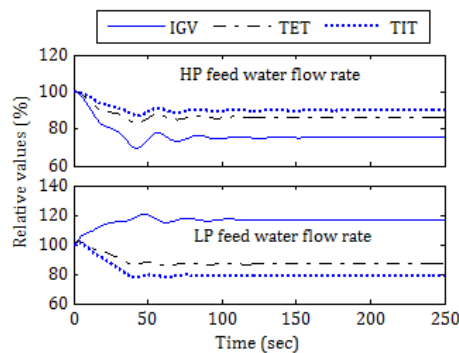 IGV TET TIT
120
100
80
60
HP feed water flow rate
Relative values (%)
140
120
100
80
60
LP feed water flow rate
0 50 100 150 200 250
Time (sec)